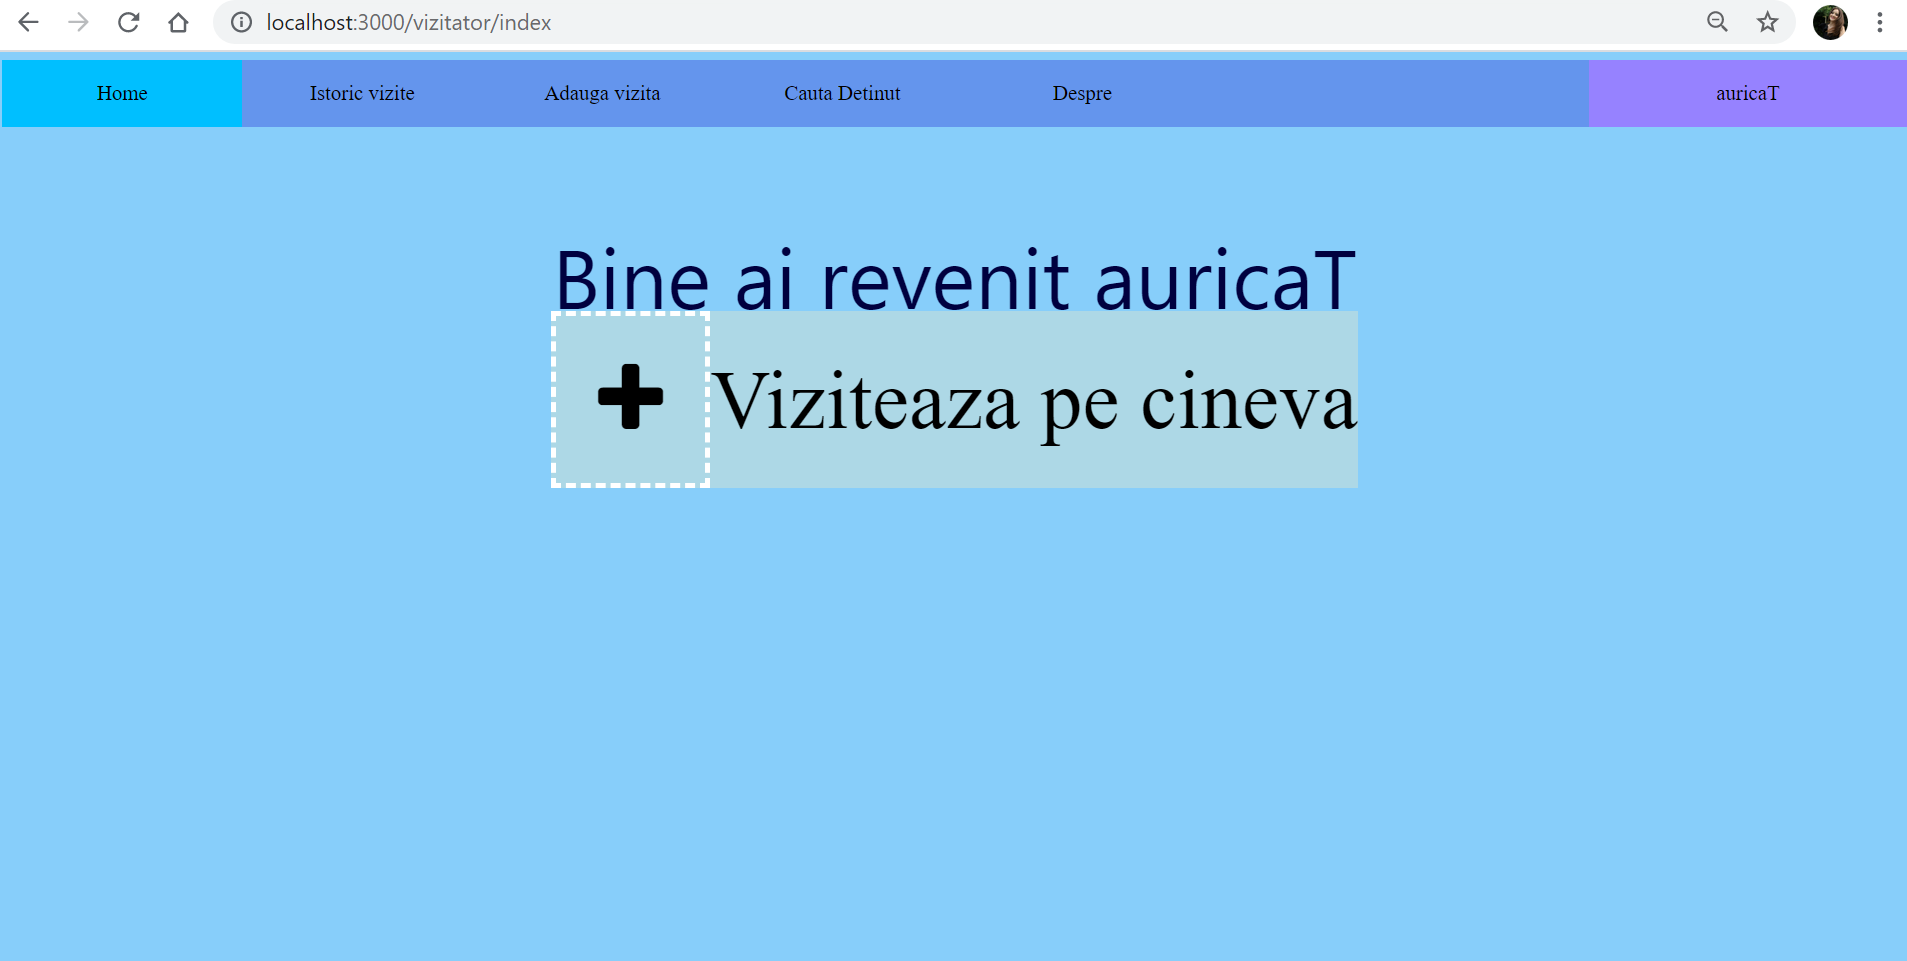 localhost:3000/vizitator/index
Home Istoric vizite Adauga vizita Cauta Detinut Despre auricaT
Bine ai revenit auricaT
Viziteaza pe cineva